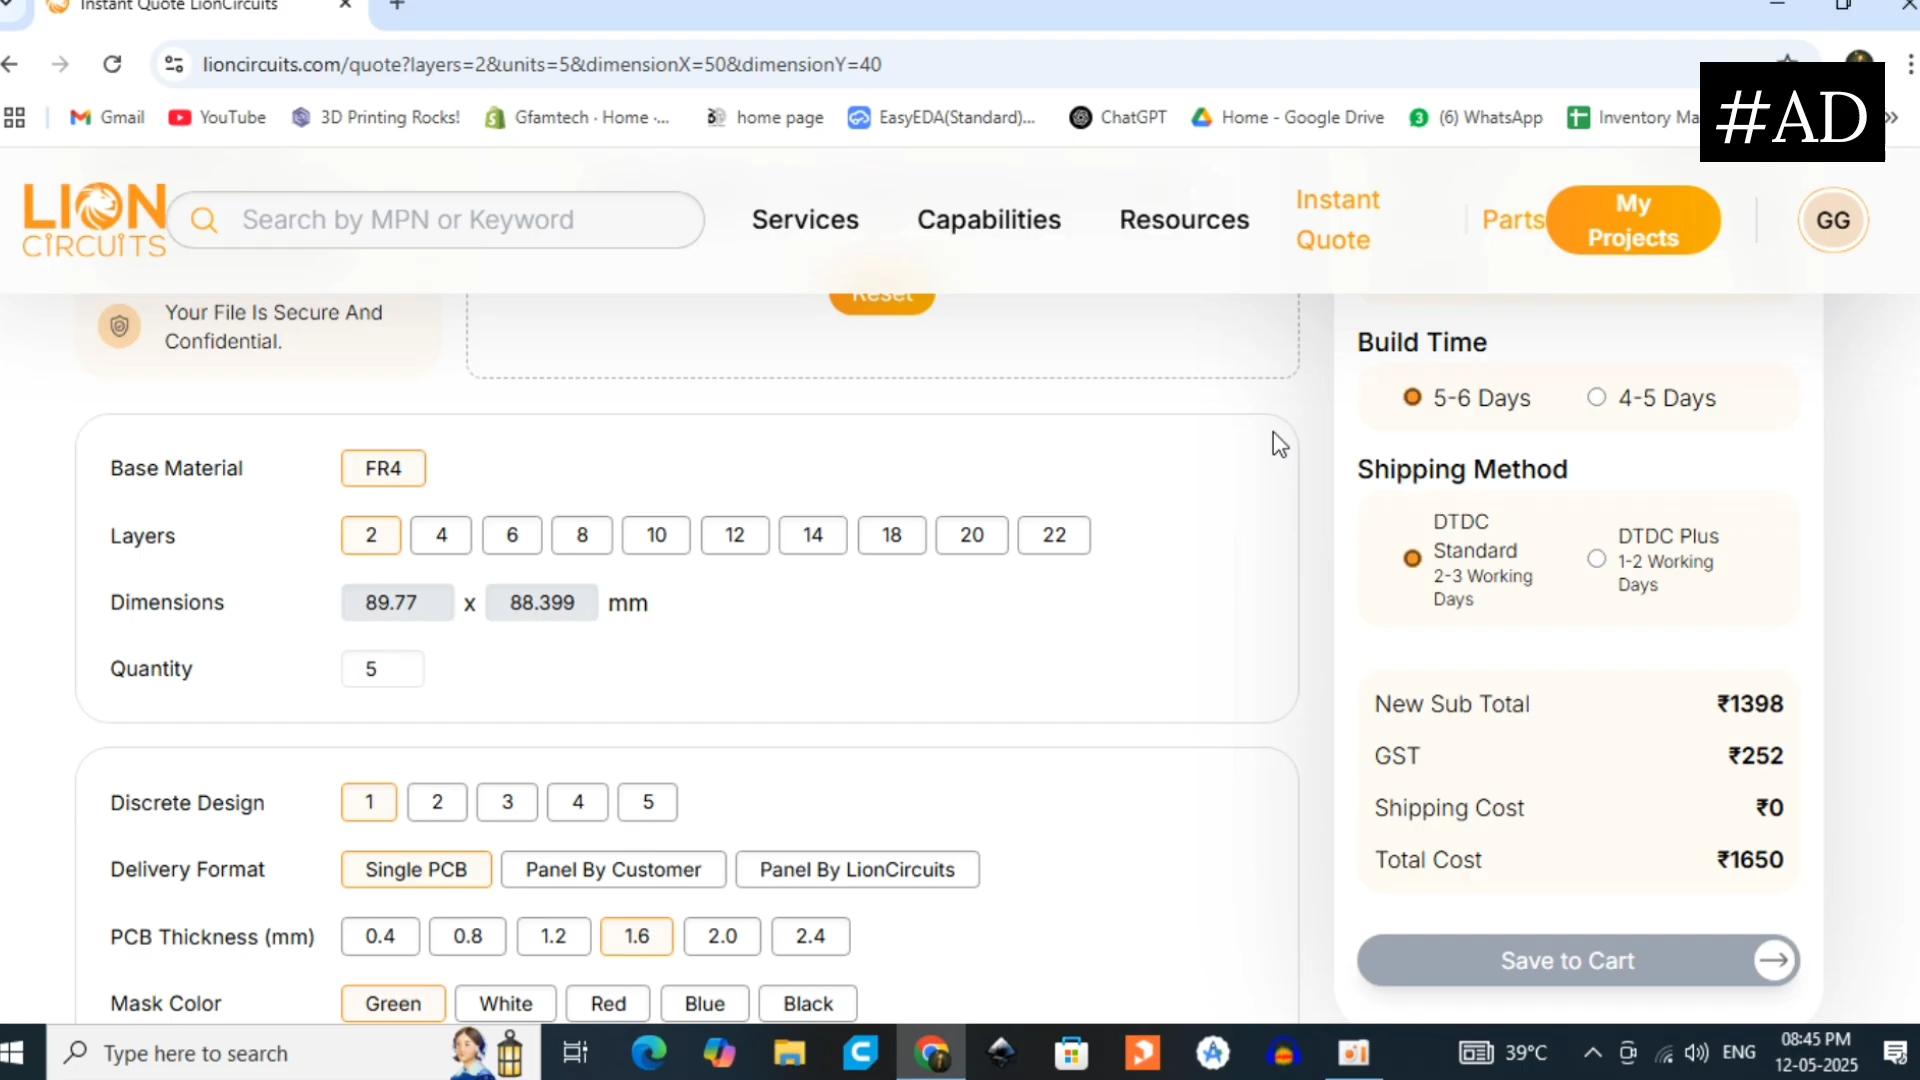 Instant Quote LionCircuits
lioncircuits.com/quote?layers=2&units=5&dimensionX=50&dimensionY=40
#AD
Gmail YouTube 3D Printing Rocks! Gfamtech · Home ·... home page EasyEDA(Standard)... ChatGPT Home - Google Drive (6) WhatsApp Inventory Ma
LION
CIRCUITS
Search by MPN or Keyword
Services Capabilities Resources
Instant
Quote
Parts
My
Projects
GG
Reset
Your File Is Secure And
Confidential.
Base Material FR4
Layers 2 4 6 8 10 12 14 18 20 22
Dimensions 89.77 x 88.399 mm
Quantity 5
Discrete Design 1 2 3 4 5
Delivery Format Single PCB Panel By Customer Panel By LionCircuits
PCB Thickness (mm) 0.4 0.8 1.2 1.6 2.0 2.4
Mask Color Green White Red Blue Black
Build Time
5-6 Days 4-5 Days
Shipping Method
DTDC
Standard
2-3 Working
Days
DTDC Plus
1-2 Working
Days
New Sub Total ₹1398
GST ₹252
Shipping Cost ₹0
Total Cost ₹1650
Save to Cart
Type here to search
39°C ENG
08:45 PM
12-05-2025